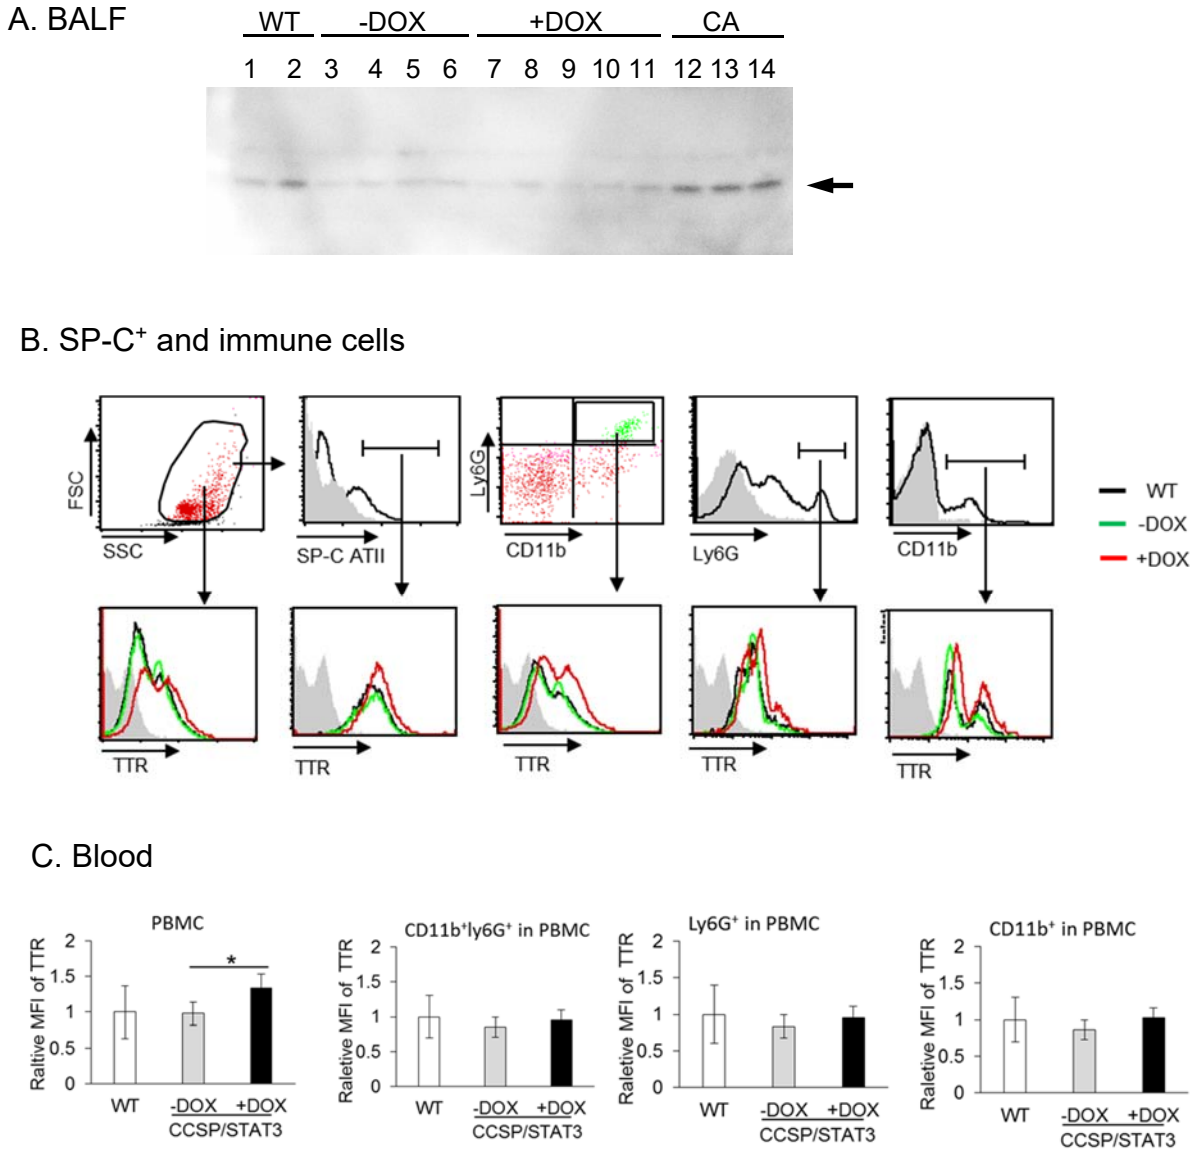 A. BALF
WT -DOX +DOX CA
1 2 3 4 5 6 7 8 9 10 11 12 13 14
B. SP-C+ and immune cells
FSC
SSC
SP-C ATII
Ly6G
CD11b
Ly6G
CD11b
WT
-DOX
+DOX
TTR TTR TTR TTR TTR
C. Blood
PBMC
Raltive MFI of TTR
2
1.5
*
1
0.5
0
WT -DOX +DOX
CCSP/STAT3
CD11b+ly6G+ in PBMC
Raletive MFI of TTR
2
1.5
1
0.5
0
WT -DOX +DOX
CCSP/STAT3
Ly6G+ in PBMC
Raletive MFI of TTR
2
1.5
1
0.5
0
WT -DOX +DOX
CCSP/STAT3
CD11b+ in PBMC
Raletive MFI of TTR
2
1.5
1
0.5
0
WT -DOX +DOX
CCSP/STAT3